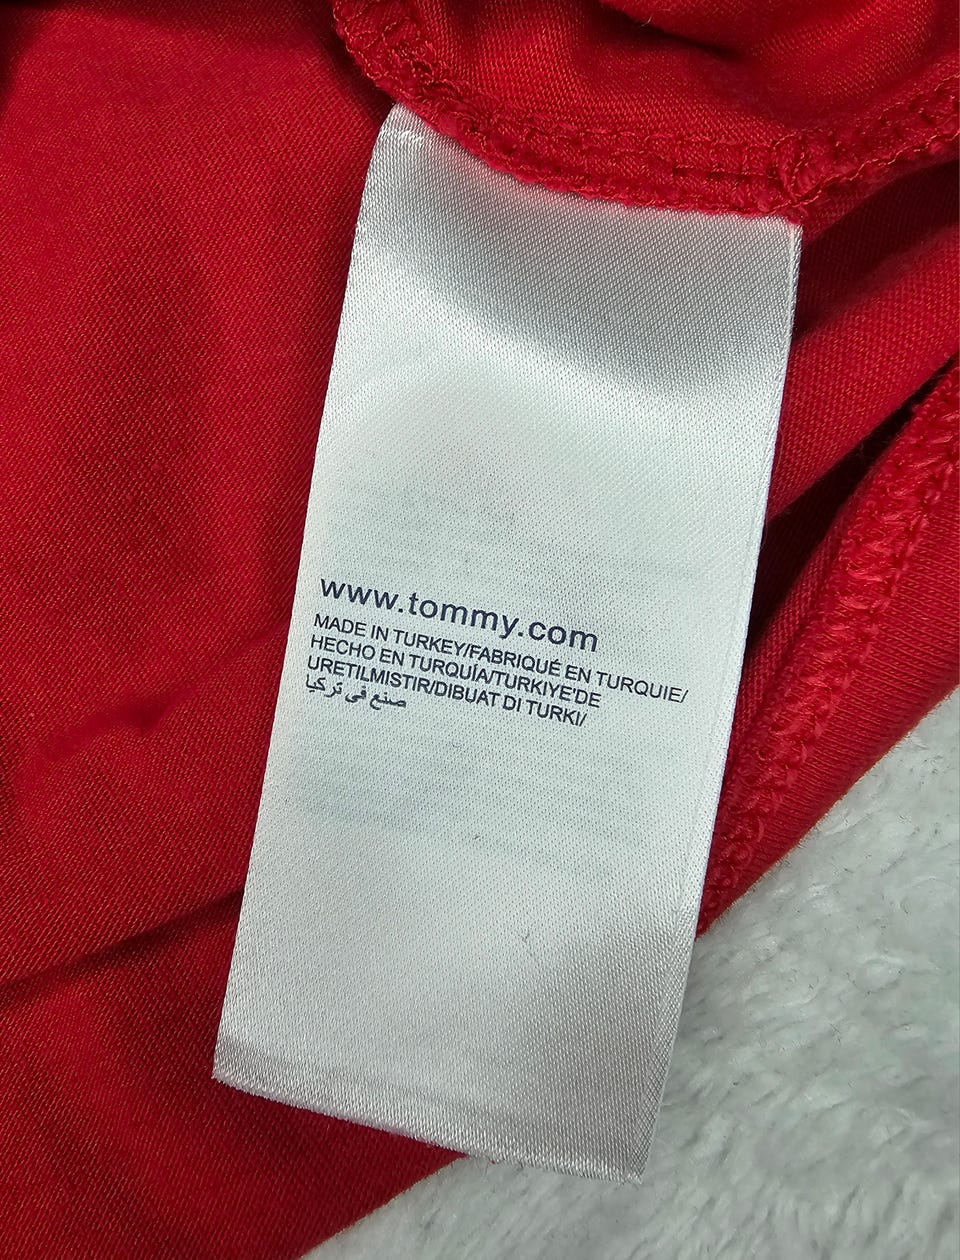 www.tommy.com
MADE IN TURKEY/FABRIQUÉ EN TURQUIE/
HECHO EN TURQUÍA/TURKIYE'DE
URETILMISTIR/DIBUAT DI TURKI/
صنع في تركيا